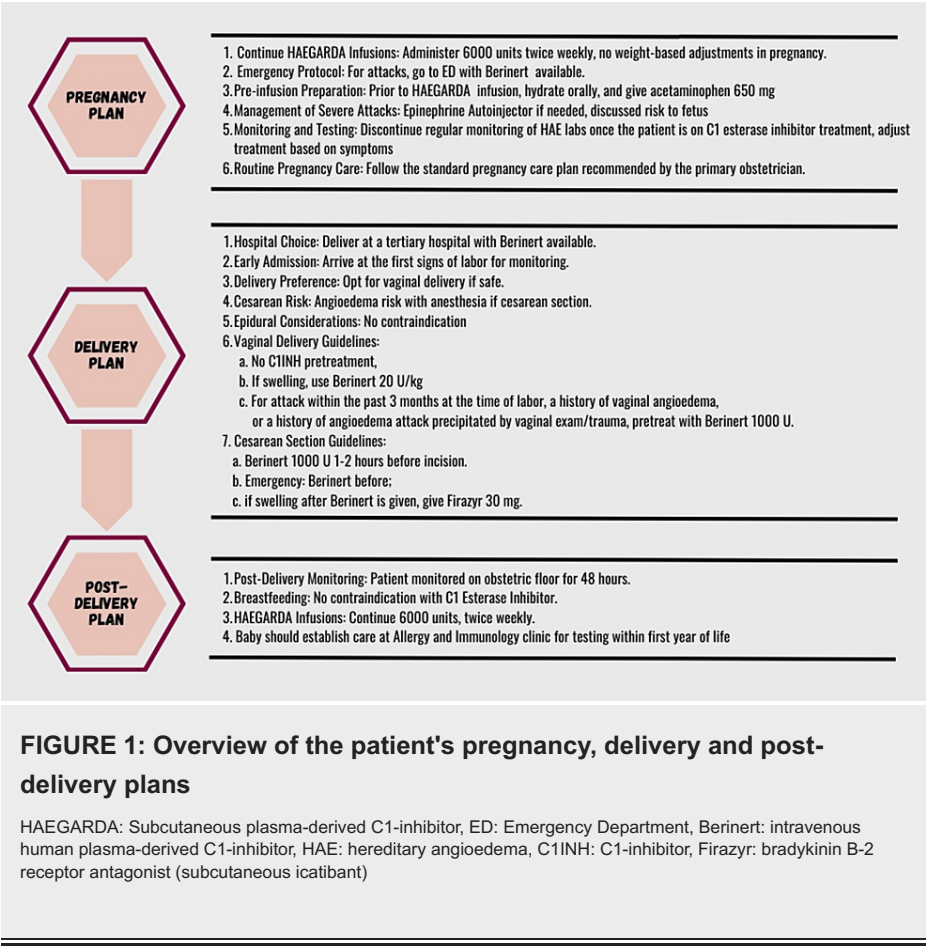 PREGNANCY
PLAN
1. Continue HAEGARDA Infusions: Administer 6000 units twice weekly, no weight-based adjustments in pregnancy.
2. Emergency Protocol: For attacks, go to ED with Berinert available.
3. Pre-infusion Preparation: Prior to HAEGARDA infusion, hydrate orally, and give acetaminophen 650 mg
4. Management of Severe Attacks: Epinephrine Autoinjector if needed, discussed risk to fetus
5. Monitoring and Testing: Discontinue regular monitoring of HAE labs once the patient is on C1 esterase inhibitor treatment, adjust
treatment based on symptoms
6. Routine Pregnancy Care: Follow the standard pregnancy care plan recommended by the primary obstetrician.
DELIVERY
PLAN
1. Hospital Choice: Deliver at a tertiary hospital with Berinert available.
2. Early Admission: Arrive at the first signs of labor for monitoring.
3. Delivery Preference: Opt for vaginal delivery if safe.
4. Cesarean Risk: Angioedema risk with anesthesia if cesarean section.
5. Epidural Considerations: No contraindication
6. Vaginal Delivery Guidelines:
a. No C1INH pretreatment,
b. If swelling, use Berinert 20 U/kg
c. For attack within the past 3 months at the time of labor, a history of vaginal angioedema,
or a history of angioedema attack precipitated by vaginal exam/trauma, pretreat with Berinert 1000 U.
7. Cesarean Section Guidelines:
a. Berinert 1000 U 1-2 hours before incision.
b. Emergency: Berinert before;
c. if swelling after Berinert is given, give Firazyr 30 mg.
POST-
DELIVERY
PLAN
1. Post-Delivery Monitoring: Patient monitored on obstetric floor for 48 hours.
2. Breastfeeding: No contraindication with C1 Esterase Inhibitor.
3. HAEGARDA Infusions: Continue 6000 units, twice weekly.
4. Baby should establish care at Allergy and Immunology clinic for testing within first year of life
FIGURE 1: Overview of the patient's pregnancy, delivery and post-
delivery plans
HAEGARDA: Subcutaneous plasma-derived C1-inhibitor, ED: Emergency Department, Berinert: intravenous
human plasma-derived C1-inhibitor, HAE: hereditary angioedema, C1INH: C1-inhibitor, Firazyr: bradykinin B-2
receptor antagonist (subcutaneous icatibant)